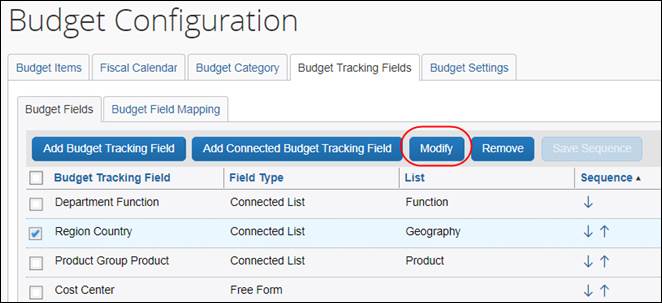 Budget Configuration
Budget Items Fiscal Calendar Budget Category Budget Tracking Fields Budget Settings
Budget Fields Budget Field Mapping
Add Budget Tracking Field Add Connected Budget Tracking Field Modify Remove Save Sequence
Budget Tracking Field Field Type List Sequence
Department Function Connected List Function
Region Country Connected List Geography
Product Group Product Connected List Product
Cost Center Free Form